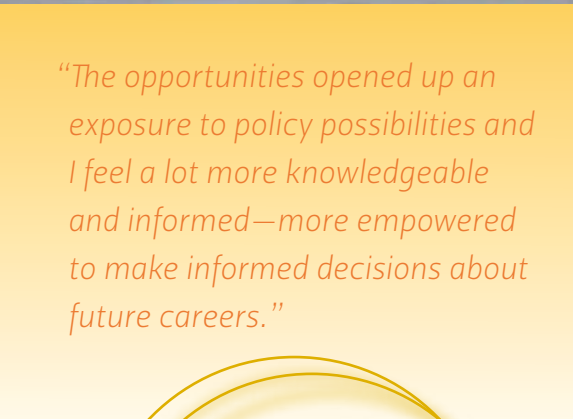 “The opportunities opened up an
exposure to policy possibilities and
I feel a lot more knowledgeable
and informed—more empowered
to make informed decisions about
future careers.”